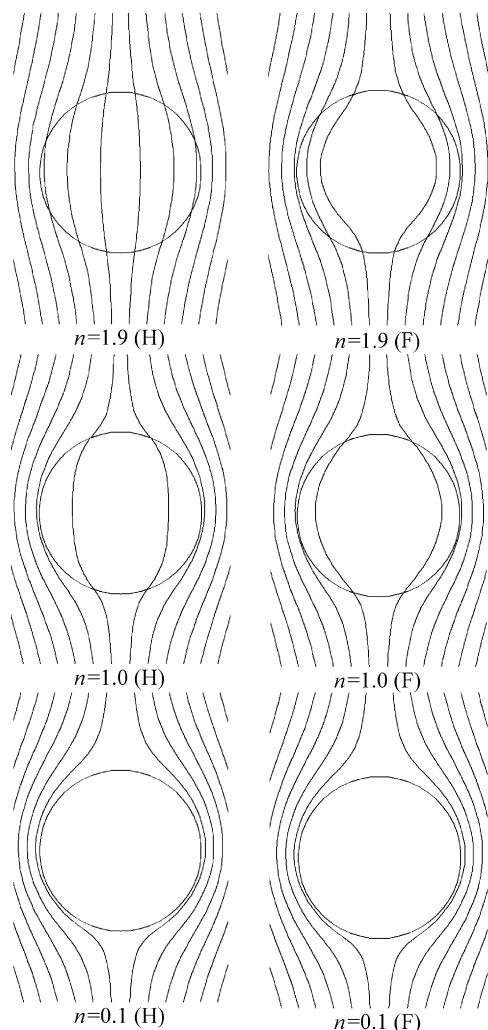 n=1.9 (H)
n=1.9 (F)
n=1.0 (H)
n=1.0 (F)
n=0.1 (H)
n=0.1 (F)